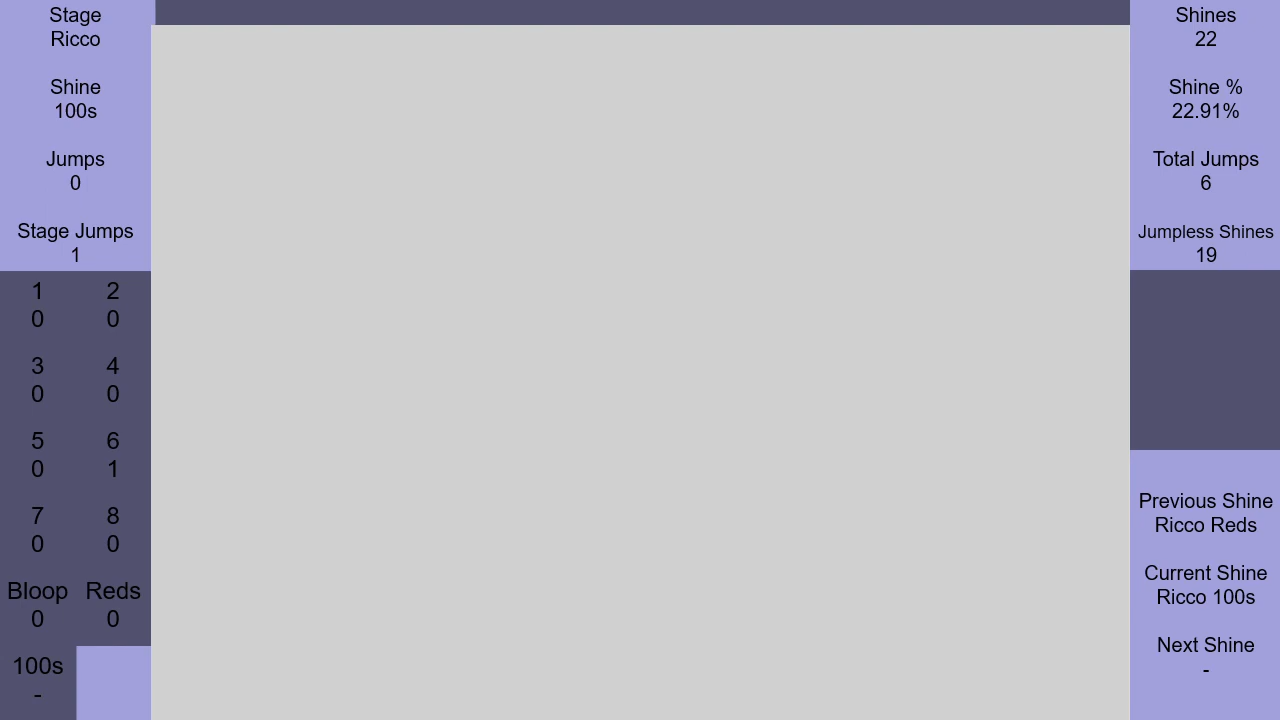 Stage
Ricco
Shine
100s
Jumps
0
Stage Jumps
1
1 2
0 0
3 4
0 0
5 6
0 1
7 8
0 0
Bloop Reds
0 0
100s
-
Shines
22
Shine %
22.91%
Total Jumps
6
Jumpless Shines
19
Previous Shine
Ricco Reds
Current Shine
Ricco 100s
Next Shine
-